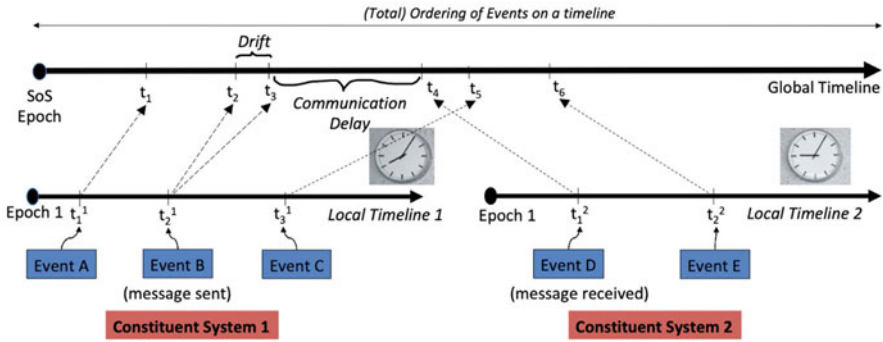 (Total) Ordering of Events on a timeline
Drift
SoS
Epoch
t1
t2
t3
Communication
Delay
t4
t5
t6
Global Timeline
Epoch 1
t1^1
t2^1
t3^1
Local Timeline 1
Epoch 1
t1^2
t2^2
Local Timeline 2
Event A
Event B
Event C
Event D
Event E
(message sent)
(message received)
Constituent System 1
Constituent System 2